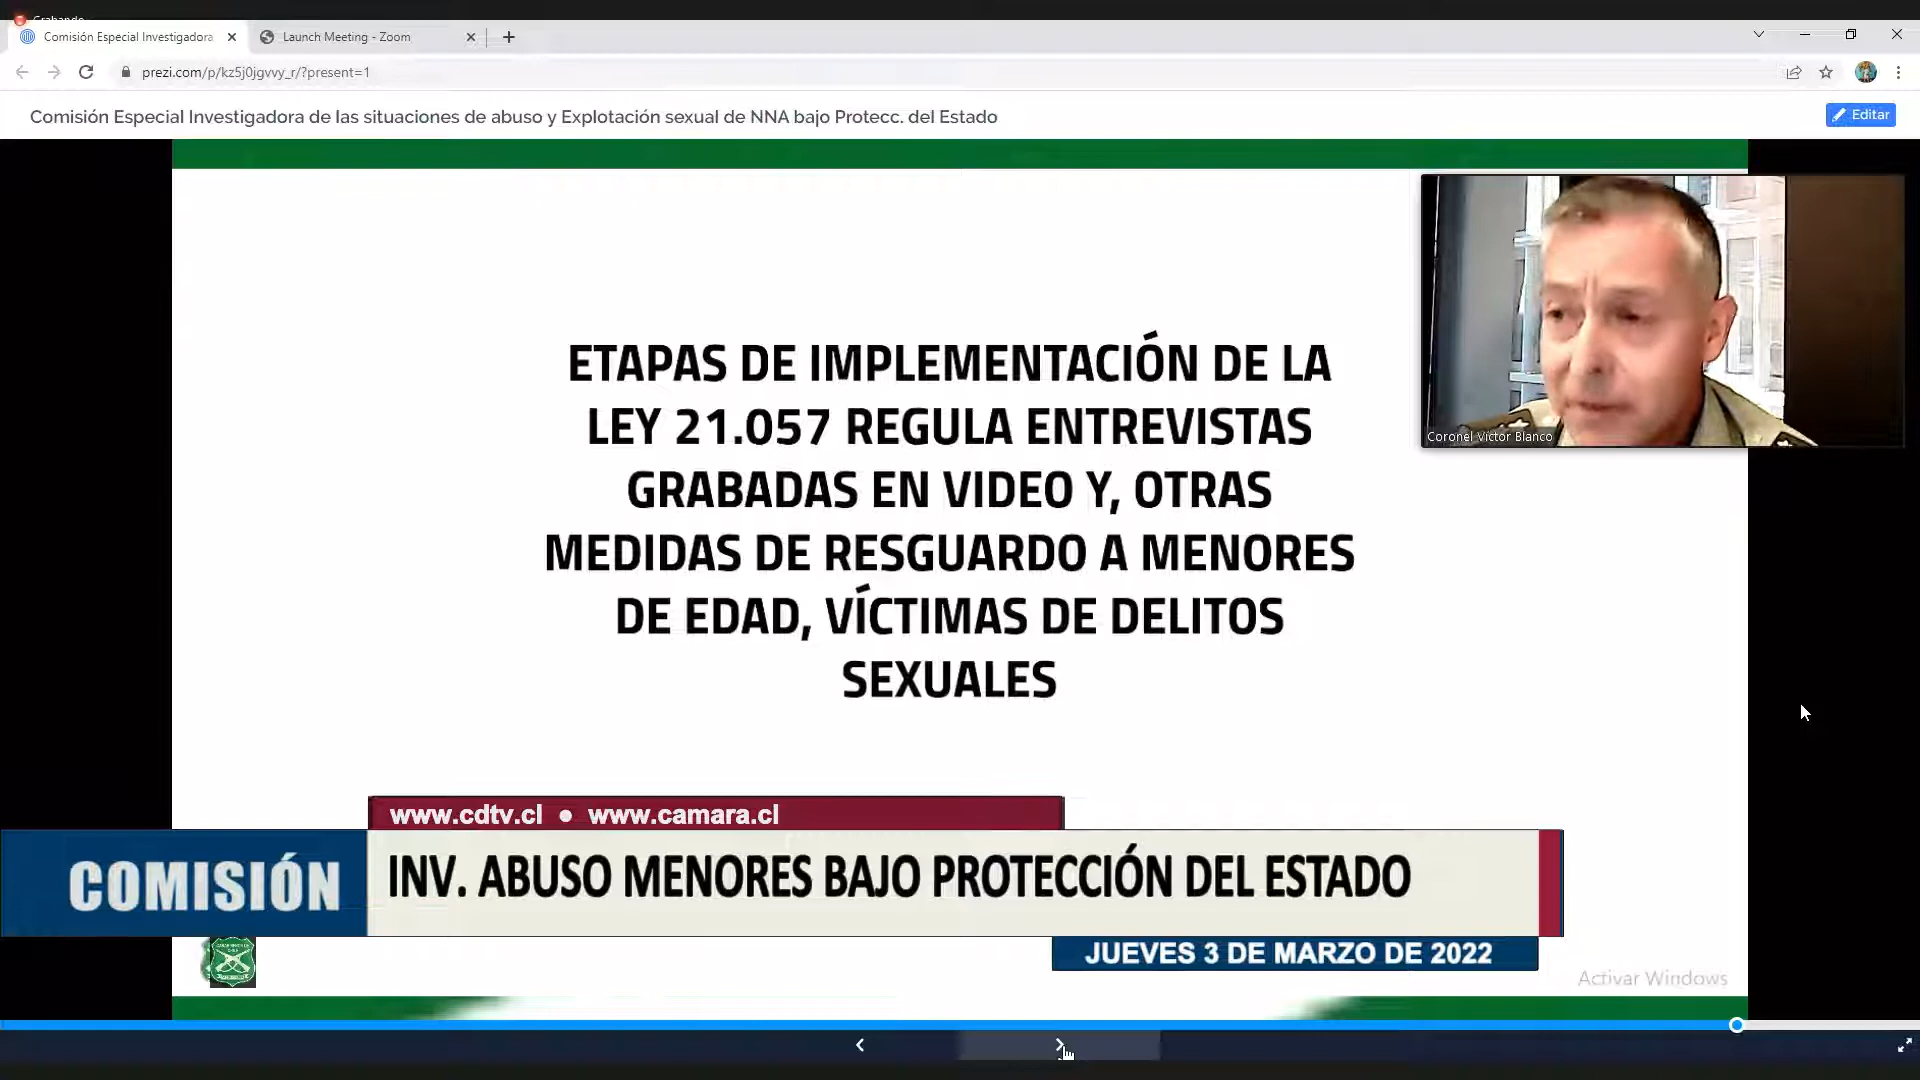 Grabando
Comisión Especial Investigadora
Launch Meeting - Zoom
prezi.com/p/kz5j0jgvvy_r/?present=1
Comisión Especial Investigadora de las situaciones de abuso y Explotación sexual de NNA bajo Protecc. del Estado
Editar
ETAPAS DE IMPLEMENTACIÓN DE LA
LEY 21.057 REGULA ENTREVISTAS
GRABADAS EN VIDEO Y, OTRAS
MEDIDAS DE RESGUARDO A MENORES
DE EDAD, VÍCTIMAS DE DELITOS
SEXUALES
Coronel Victor Blanco
www.cdtv.cl ● www.camara.cl
COMISIÓN
INV. ABUSO MENORES BAJO PROTECCIÓN DEL ESTADO
JUEVES 3 DE MARZO DE 2022
Activar Windows